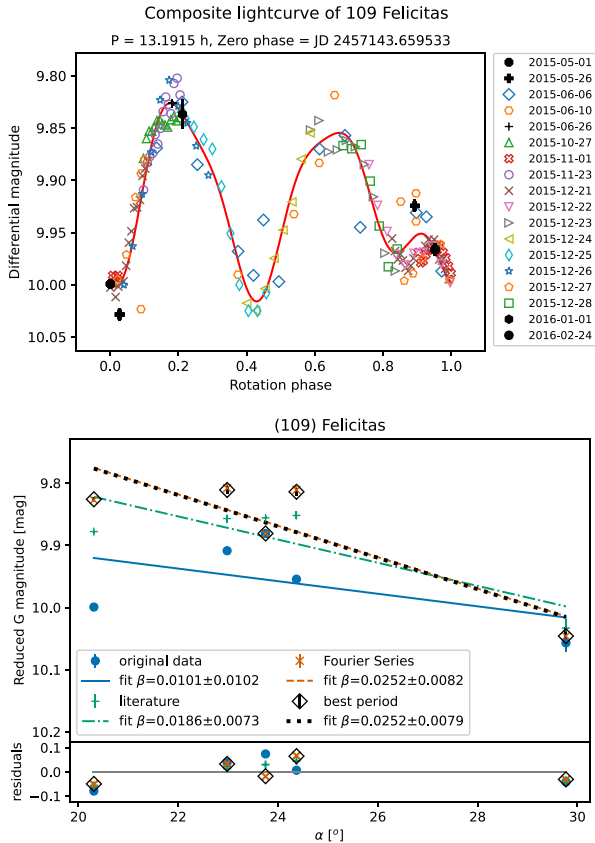 Composite lightcurve of 109 Felicitas
P = 13.1915 h, Zero phase = JD 2457143.659533
9.80
9.85
9.90
9.95
10.00
10.05
Differential magnitude
0.0
0.2
0.4
0.6
0.8
1.0
Rotation phase
2015-05-01
2015-05-26
2015-06-06
2015-06-10
2015-06-26
2015-10-27
2015-11-01
2015-11-23
2015-12-21
2015-12-22
2015-12-23
2015-12-24
2015-12-25
2015-12-26
2015-12-27
2015-12-28
2016-01-01
2016-02-24
(109) Felicitas
9.8
9.9
10.0
10.1
10.2
Reduced G magnitude [mag]
original data
fit β=0.0101±0.0102
literature
fit β=0.0186±0.0073
Fourier Series
fit β=0.0252±0.0082
best period
fit β=0.0252±0.0079
0.1
0.0
−0.1
residuals
20
22
24
26
28
30
α [°]